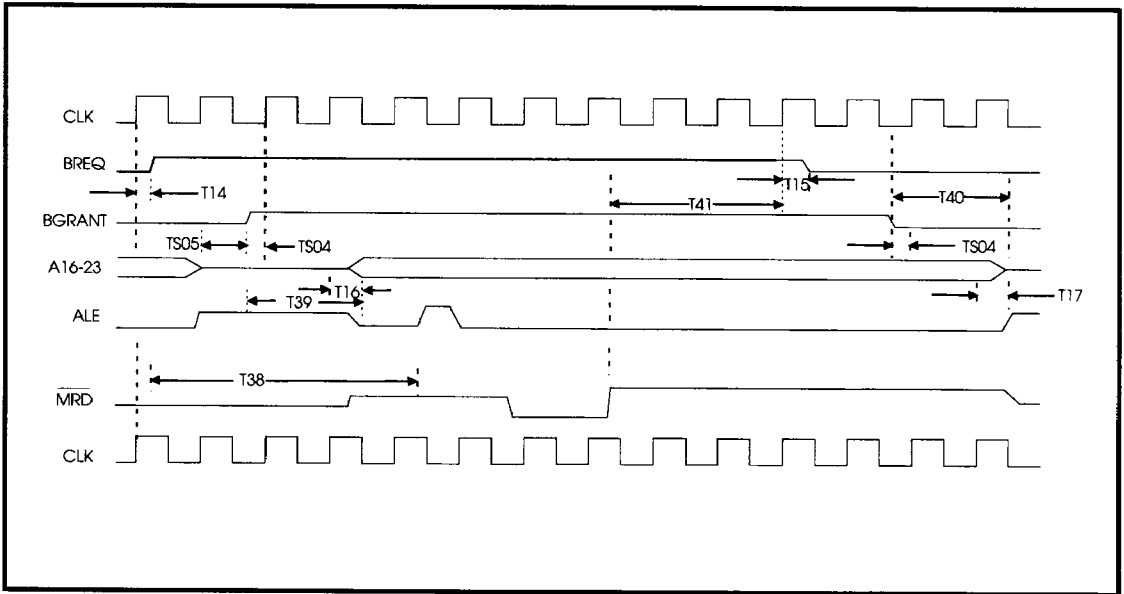 CLK
BREQ
T14
T15
T41
T40
BGRANT
TS05
TS04
TS04
A16-23
T16
T39
T17
ALE
T38
MRD
CLK